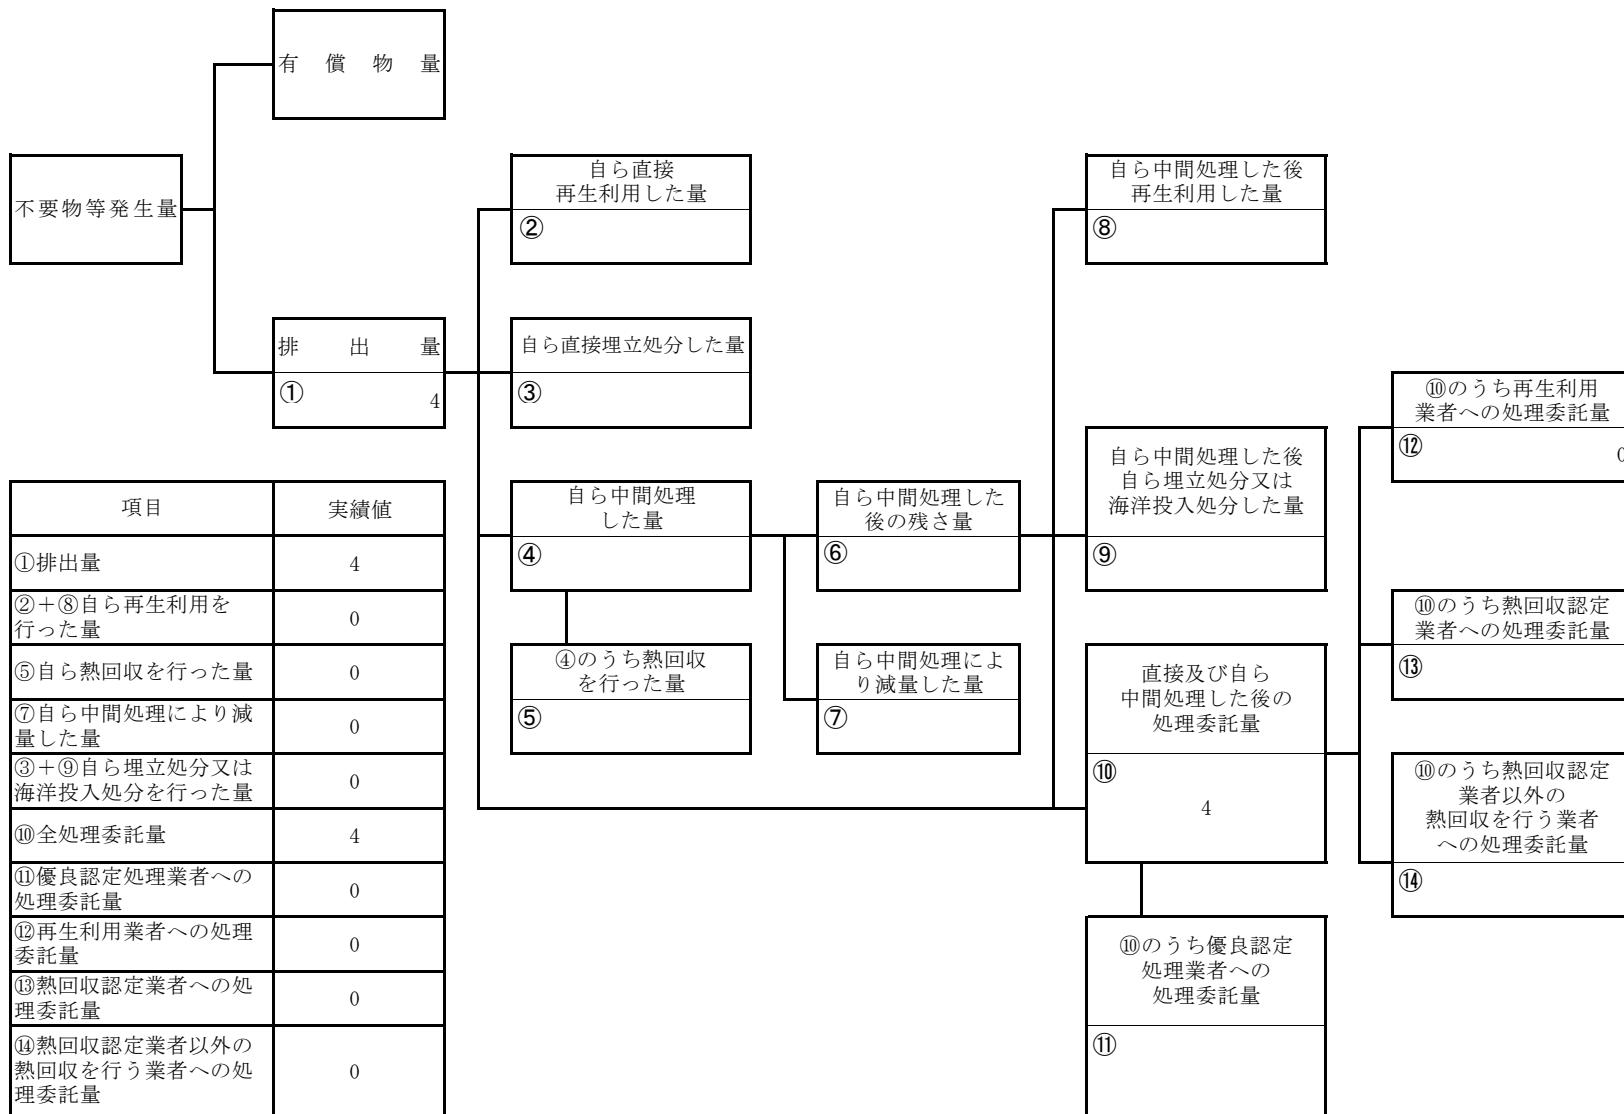 有償物量
不要物等発生量
排出量
①
4
自ら直接
再生利用した量
②
自ら直接埋立処分した量
③
自ら中間処理
した量
④
④のうち熱回収
を行った量
⑤
自ら中間処理した
後の残さ量
⑥
自ら中間処理によ
り減量した量
⑦
自ら中間処理した後
再生利用した量
⑧
自ら中間処理した後
自ら埋立処分又は
海洋投入処分した量
⑨
直接及び自ら
中間処理した後の
処理委託量
⑩
4
⑩のうち優良認定
処理業者への
処理委託量
⑪
⑩のうち再生利用
業者への処理委託量
⑫
0
⑩のうち熱回収認定
業者への処理委託量
⑬
⑩のうち熱回収認定
業者以外の
熱回収を行う業者
への処理委託量
⑭
項目 実績値
①排出量 4
②+⑧自ら再生利用を
行った量 0
⑤自ら熱回収を行った量 0
⑦自ら中間処理により減
量した量 0
③+⑨自ら埋立処分又は
海洋投入処分を行った量 0
⑩全処理委託量 4
⑪優良認定処理業者への
処理委託量 0
⑫再生利用業者への処理
委託量 0
⑬熱回収認定業者への処
理委託量 0
⑭熱回収認定業者以外の
熱回収を行う業者への処
理委託量 0